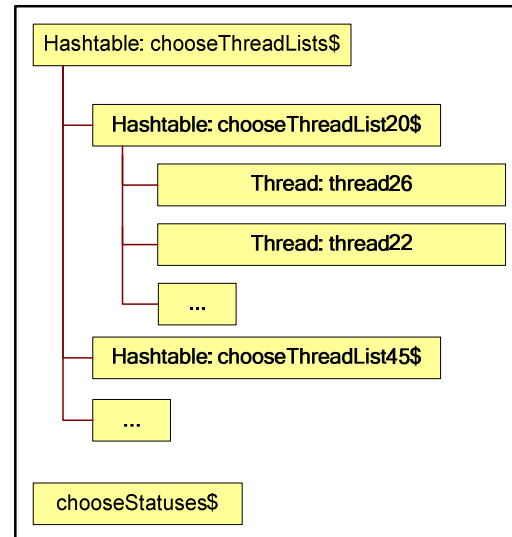 Hashtable: chooseThreadLists$
Hashtable: chooseThreadList20$
Thread: thread26
Thread: thread22
...
Hashtable: chooseThreadList45$
...
chooseStatuses$